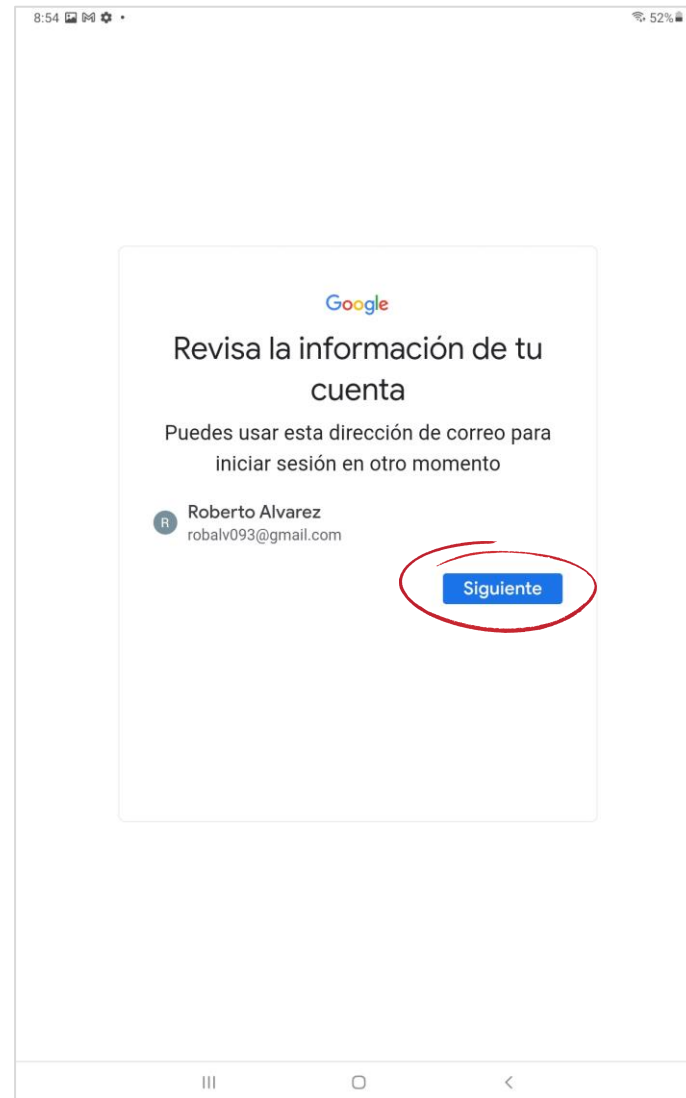 8:54
52%
Google
Revisa la información de tu
cuenta
Puedes usar esta dirección de correo para
iniciar sesión en otro momento
R
Roberto Alvarez
robalv093@gmail.com
Siguiente